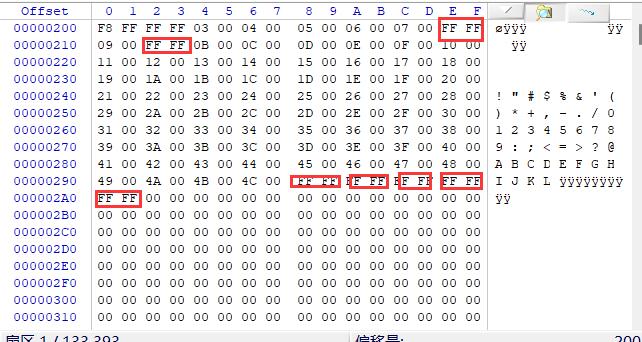 Offset 0 1 2 3 4 5 6 7 8 9 A B C D E F
00000200 F8 FF FF FF 03 00 04 00 05 00 06 00 07 00 FF FF øÿÿÿ ÿÿ
00000210 09 00 FF FF 0B 00 0C 00 0D 00 0E 00 0F 00 10 00 ÿÿ
00000220 11 00 12 00 13 00 14 00 15 00 16 00 17 00 18 00
00000230 19 00 1A 00 1B 00 1C 00 1D 00 1E 00 1F 00 20 00
00000240 21 00 22 00 23 00 24 00 25 00 26 00 27 00 28 00 ! " # $ % & ' (
00000250 29 00 2A 00 2B 00 2C 00 2D 00 2E 00 2F 00 30 00 ) * + , - . / 0
00000260 31 00 32 00 33 00 34 00 35 00 36 00 37 00 38 00 1 2 3 4 5 6 7 8
00000270 39 00 3A 00 3B 00 3C 00 3D 00 3E 00 3F 00 40 00 9 : ; < = > ? @
00000280 41 00 42 00 43 00 44 00 45 00 46 00 47 00 48 00 A B C D E F G H
00000290 49 00 4A 00 4B 00 4C 00 FF FF FF FF FF FF FF FF I J K L ÿÿÿÿÿÿÿÿ
000002A0 FF FF 00 00 00 00 00 00 00 00 00 00 00 00 00 00 ÿÿ
000002B0 00 00 00 00 00 00 00 00 00 00 00 00 00 00 00 00
000002C0 00 00 00 00 00 00 00 00 00 00 00 00 00 00 00 00
000002D0 00 00 00 00 00 00 00 00 00 00 00 00 00 00 00 00
000002E0 00 00 00 00 00 00 00 00 00 00 00 00 00 00 00 00
000002F0 00 00 00 00 00 00 00 00 00 00 00 00 00 00 00 00
00000300 00 00 00 00 00 00 00 00 00 00 00 00 00 00 00 00
00000310 00 00 00 00 00 00 00 00 00 00 00 00 00 00 00 00
扇区 1 / 133,393 偏移量: 200